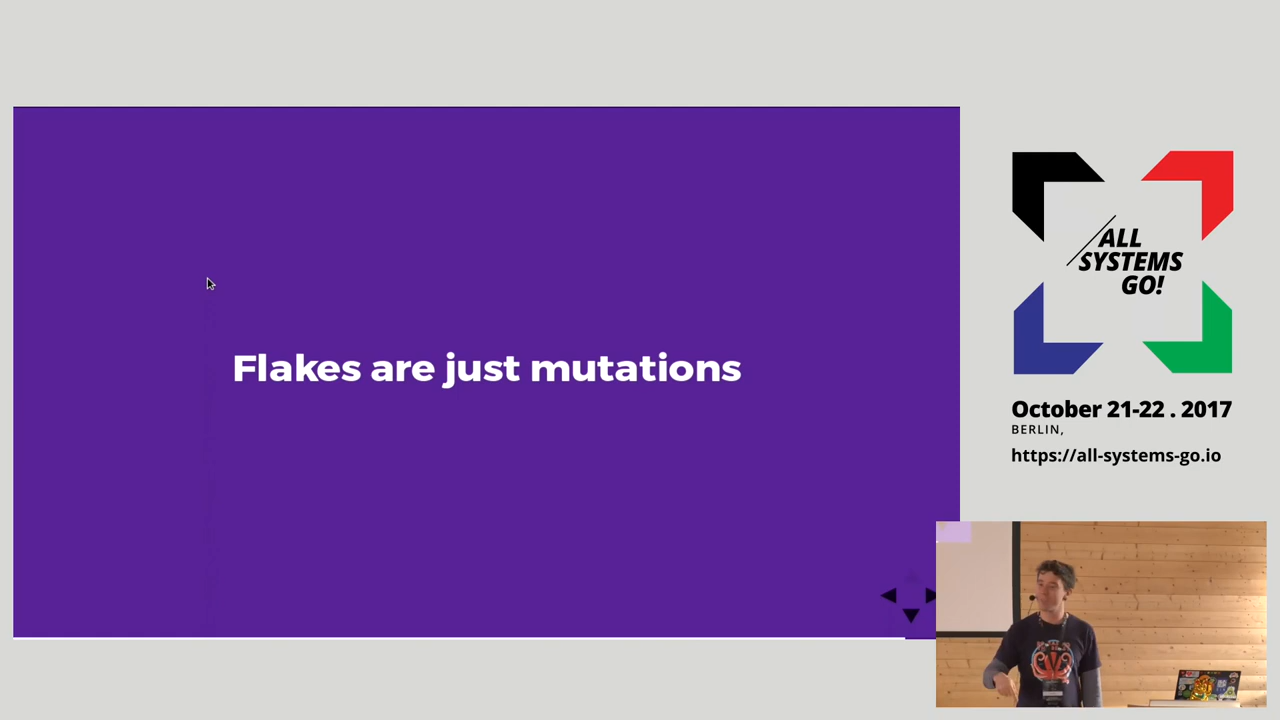 Flakes are just mutations
ALL
SYSTEMS
GO!
October 21-22 . 2017
BERLIN,
https://all-systems-go.io